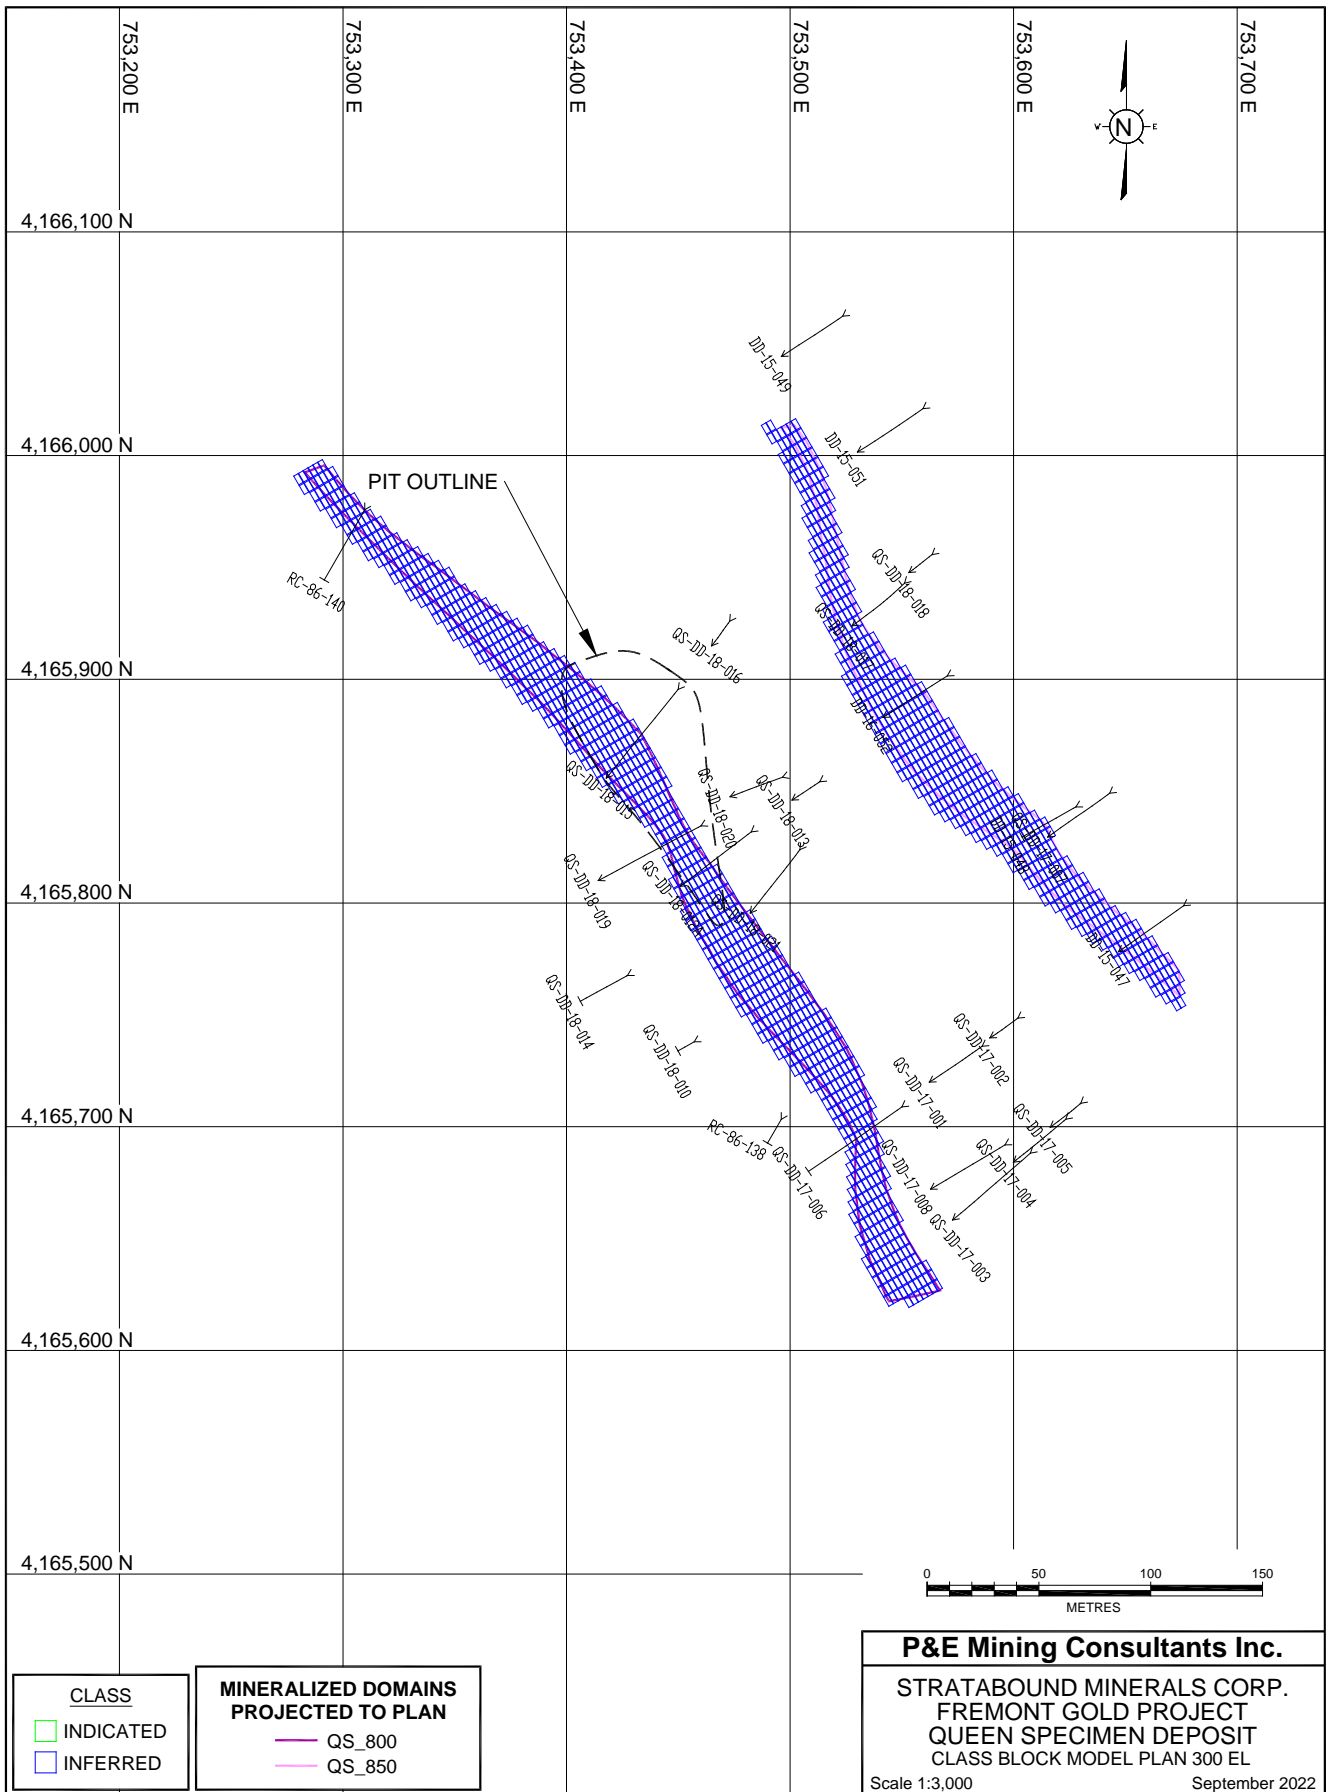 753,200 E
753,300 E
753,400 E
753,500 E
753,600 E
753,700 E
N
W
E
4,166,100 N
DD-15-049
4,166,000 N
DD-15-051
PIT OUTLINE
QS-DD-18-018
RC-86-140
QS-DD-18-016
4,165,900 N
QS-DD-18-015
QS-DD-18-020
QS-DD-18-013
QS-DD-18-019
4,165,800 N
QS-DD-18-021
DD-15-047
QS-DD-18-014
QS-DD-18-010
QS-DD-17-002
QS-DD-17-001
4,165,700 N
RC-86-138
QS-DD-17-006
QS-DD-17-008
QS-DD-17-005
QS-DD-17-004
QS-DD-17-003
4,165,600 N
4,165,500 N
0 50 100 150
METRES
P&E Mining Consultants Inc.
STRATABOUND MINERALS CORP.
FREMONT GOLD PROJECT
QUEEN SPECIMEN DEPOSIT
CLASS BLOCK MODEL PLAN 300 EL
Scale 1:3,000 September 2022
CLASS
INDICATED
INFERRED
MINERALIZED DOMAINS
PROJECTED TO PLAN
QS_800
QS_850